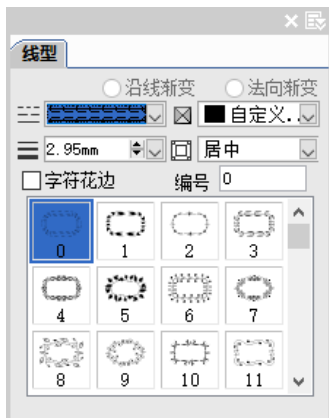 线型
沿线渐变 法向渐变
自定义..
2.95mm 居中
字符花边 编号 0
0 1 2 3
4 5 6 7
8 9 10 11